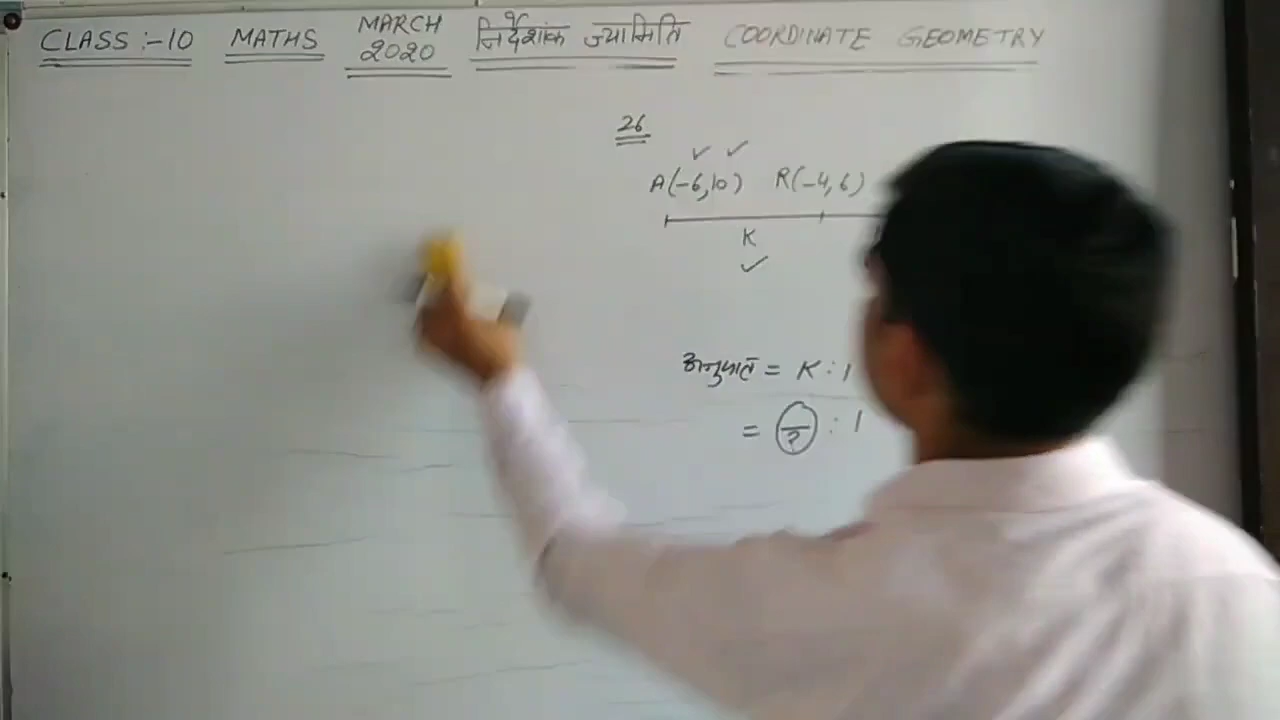 CLASS :- 10 MATHS MARCH 2020 निर्देशांक ज्यामिति COORDINATE GEOMETRY
26
A(-6,10) R(-4,6)
K
अनुपात = K : 1
= ? : 1